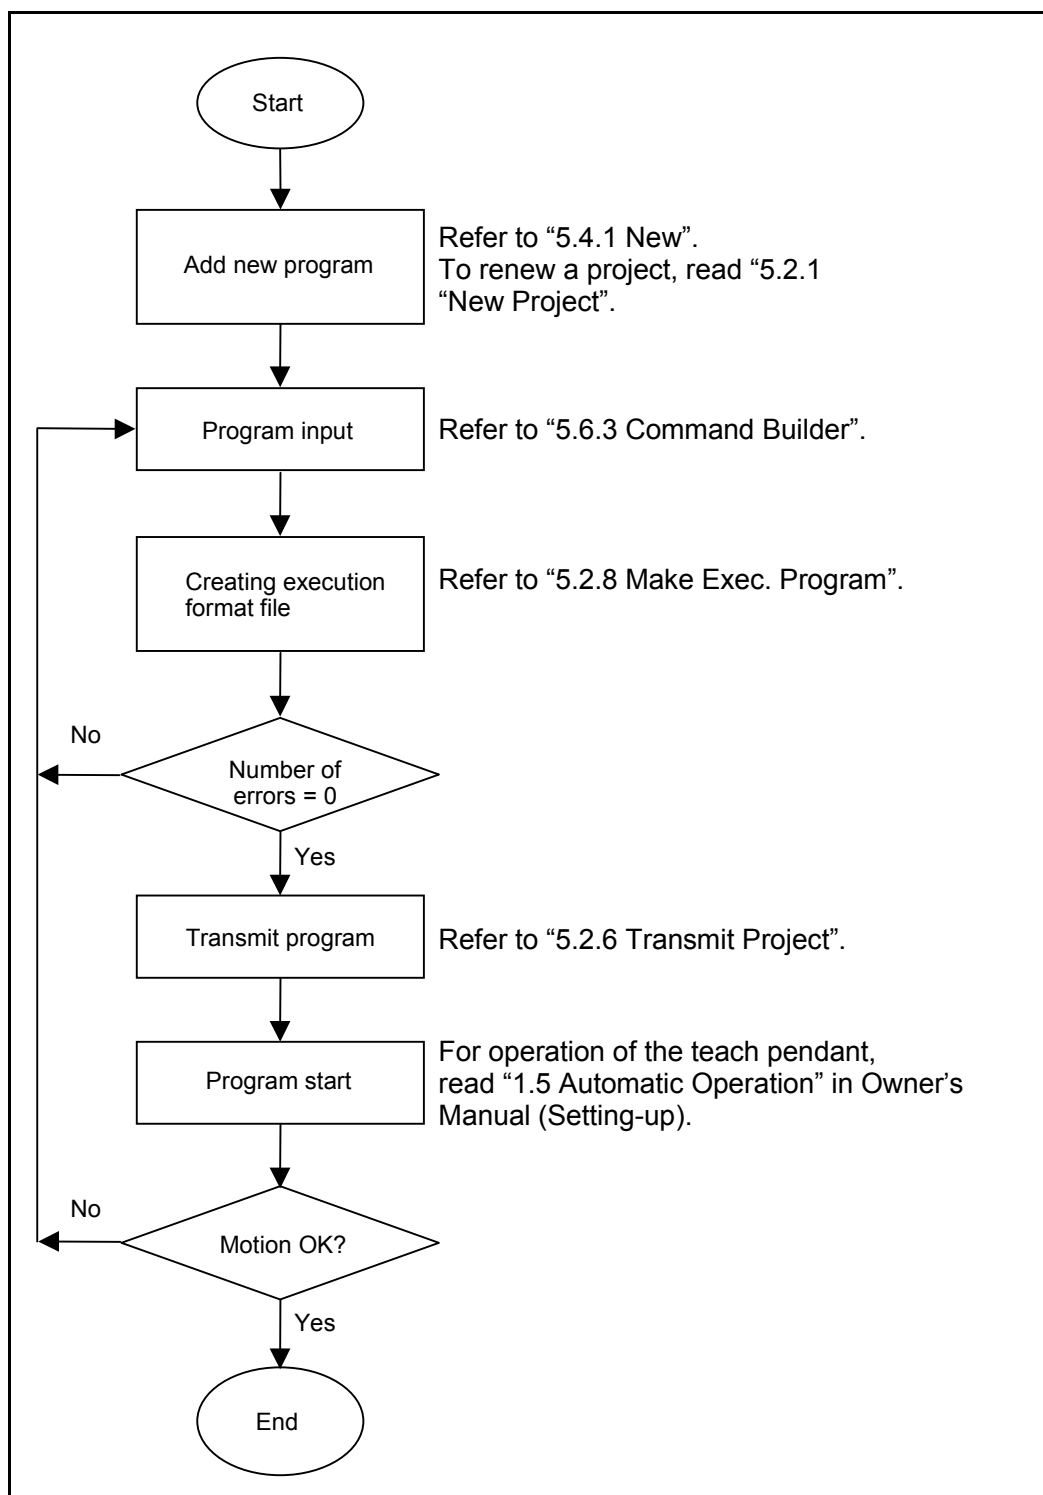 Start
Add new program
Refer to “5.4.1 New”.
To renew a project, read “5.2.1
“New Project”.
Program input
Refer to “5.6.3 Command Builder”.
Creating execution
format file
Refer to “5.2.8 Make Exec. Program”.
No
Number of
errors = 0
Yes
Transmit program
Refer to “5.2.6 Transmit Project”.
Program start
For operation of the teach pendant,
read “1.5 Automatic Operation” in Owner’s
Manual (Setting-up).
No
Motion OK?
Yes
End